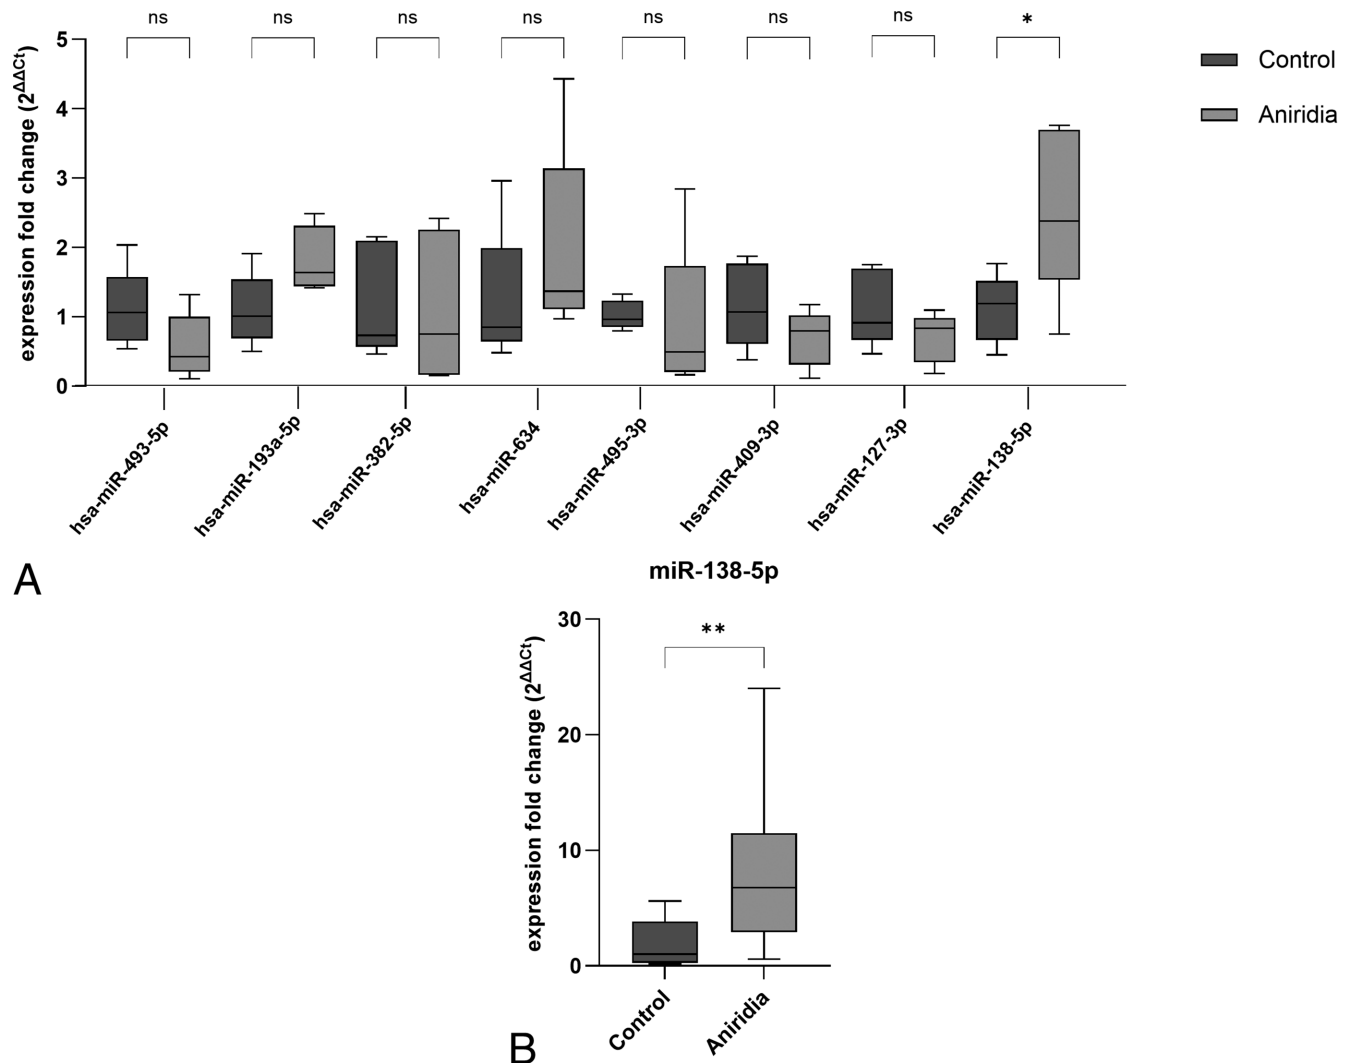 ns ns ns ns ns ns ns *
Control
Aniridia
expression fold change (2^ΔΔCt)
5
4
3
2
1
0
hsa-miR-493-5p
hsa-miR-193a-5p
hsa-miR-382-5p
hsa-miR-634
hsa-miR-495-3p
hsa-miR-409-3p
hsa-miR-127-3p
hsa-miR-138-5p
A
miR-138-5p
**
expression fold change (2^ΔΔCt)
30
20
10
0
Control
Aniridia
B